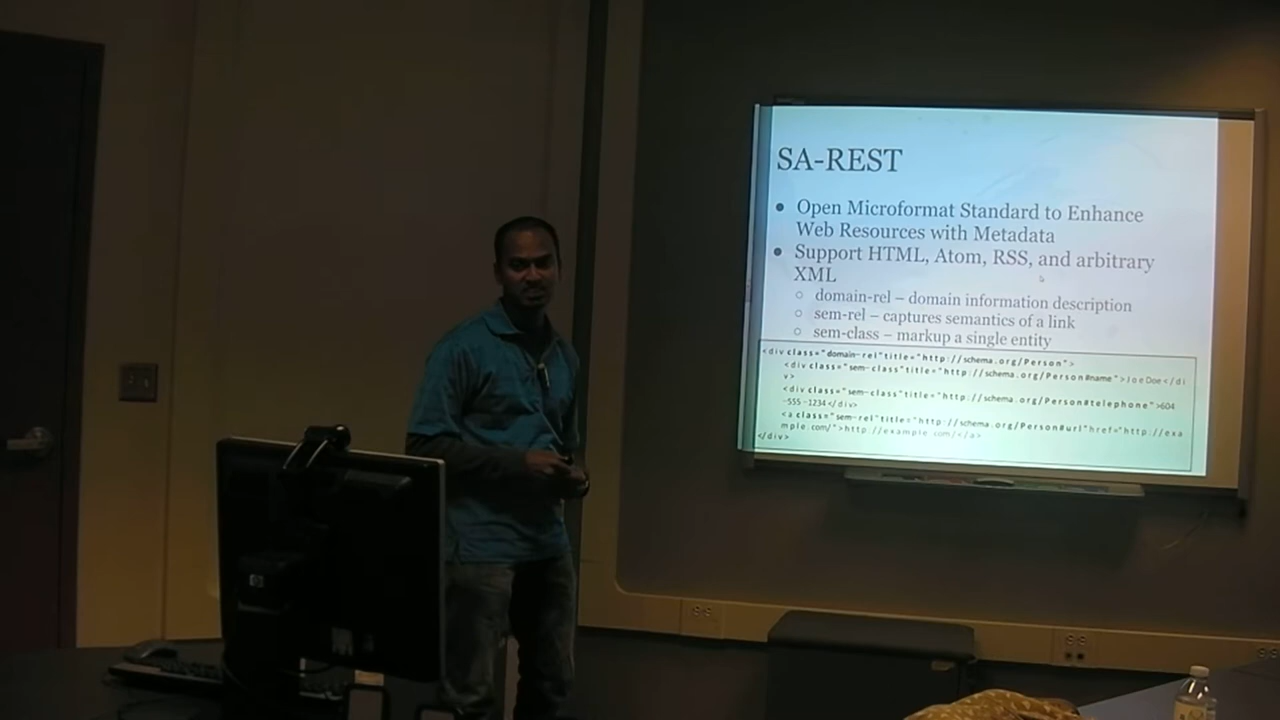 SA-REST
● Open Microformat Standard to Enhance
Web Resources with Metadata
● Support HTML, Atom, RSS, and arbitrary
XML
○ domain-rel – domain information description
○ sem-rel – captures semantics of a link
○ sem-class – markup a single entity
<div class="domain-rel"title="http://schema.org/Person">
<div class="sem-class"title="http://schema.org/Person#name">Joe Doe</di
v>
<div class="sem-class"title="http://schema.org/Person#telephone">604
-555-1234</div>
<a class="sem-rel"title="http://schema.org/Person#url"href="http://exa
mple.com/">http://example.com/</a>
</div>
hp